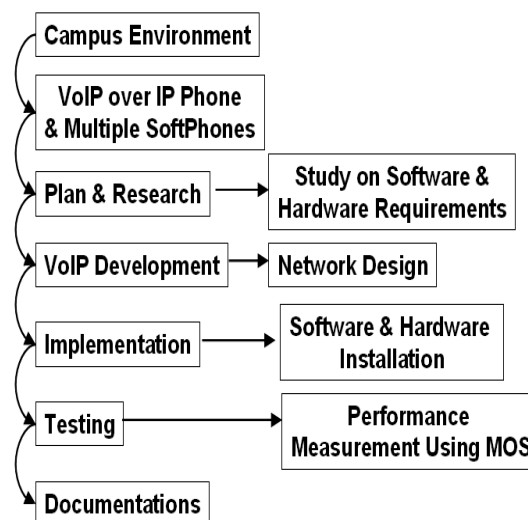 Campus Environment
VoIP over IP Phone
& Multiple SoftPhones
Plan & Research
Study on Software &
Hardware Requirements
VoIP Development
Network Design
Implementation
Software & Hardware
Installation
Testing
Performance
Measurement Using MOS
Documentations